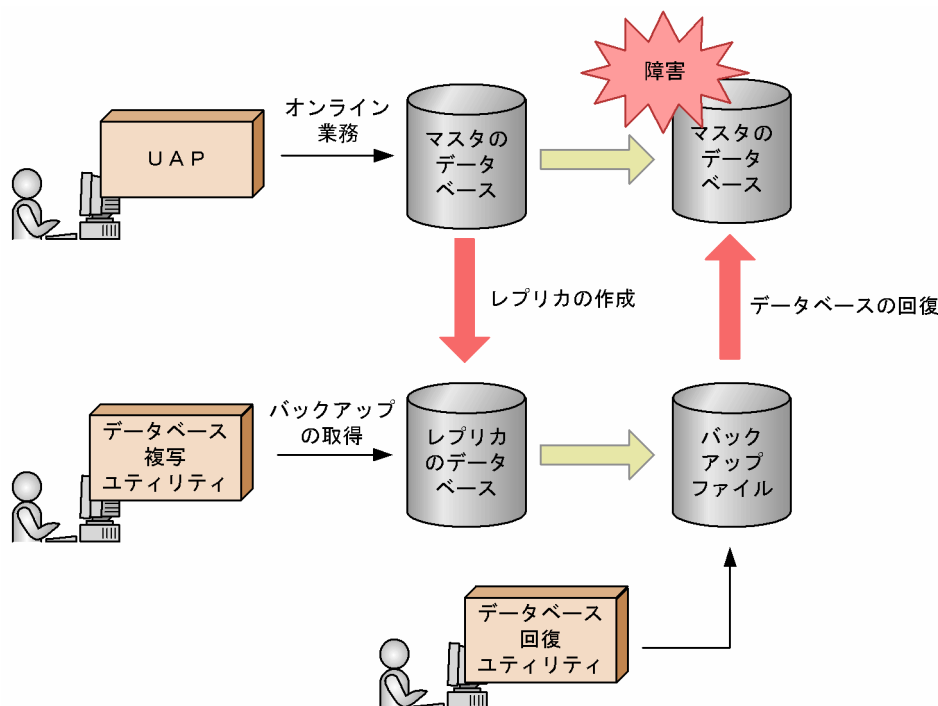 障害
オンライン
業務
ＵＡＰ
マスタの
データ
ベース
マスタの
データ
ベース
レプリカの作成
データベースの回復
バックアップ
の取得
データベース
複写
ユティリティ
レプリカ
のデータ
ベース
バック
アップ
ファイル
データベース
回復
ユティリティ